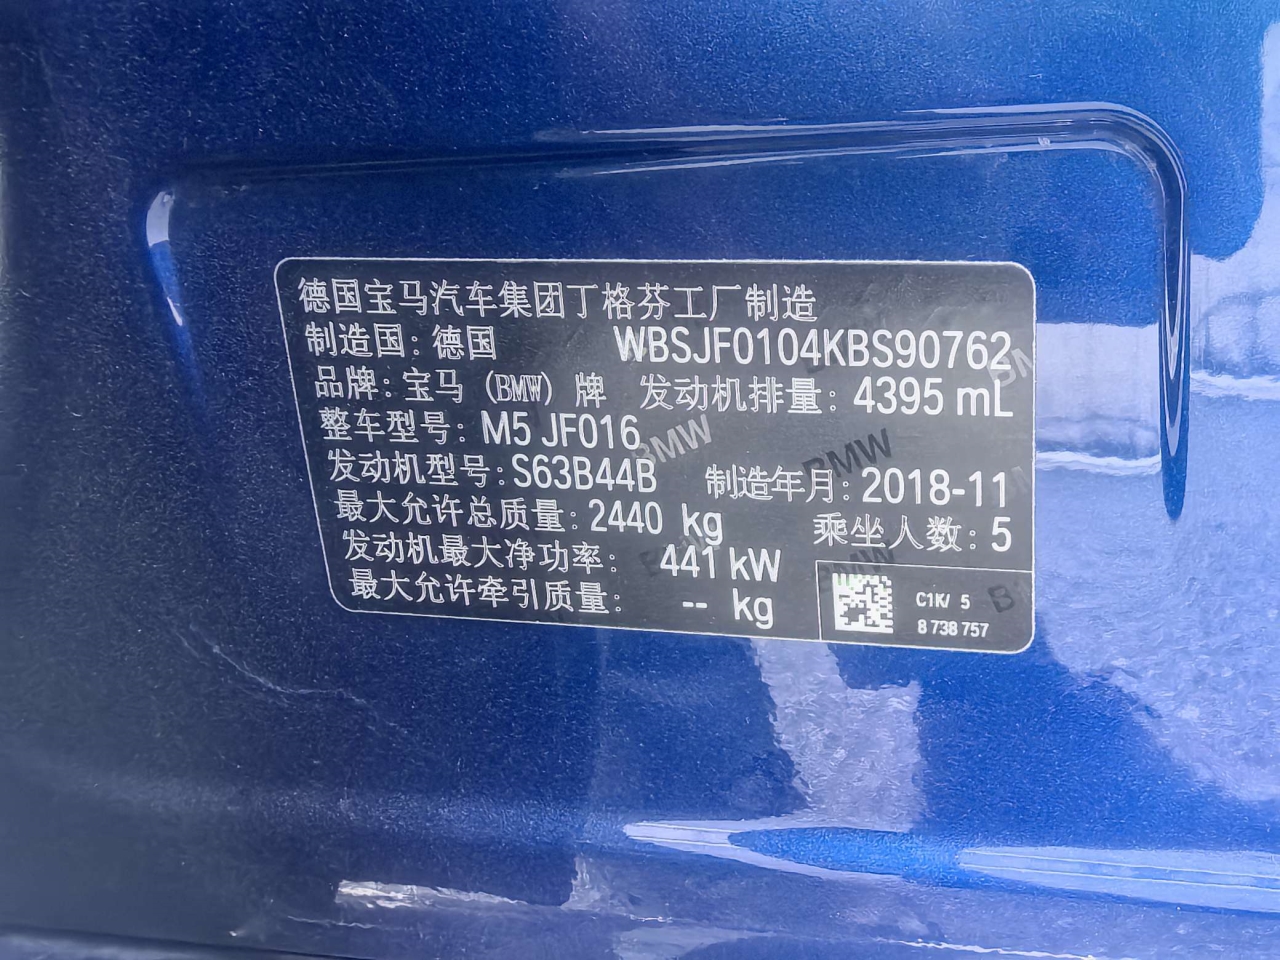 德国宝马汽车集团丁格芬工厂制造
制造国: 德国 WBSJF0104KBS90762
品牌: 宝马 (BMW) 牌 发动机排量: 4395 mL
整车型号: M5 JF016
发动机型号: S63B44B 制造年月: 2018-11
最大允许总质量: 2440 kg 乘坐人数: 5
发动机最大净功率: 441 kW
最大允许牵引质量: -- kg
C1K/ 5
8 738 757
BMW
BMW
BMW